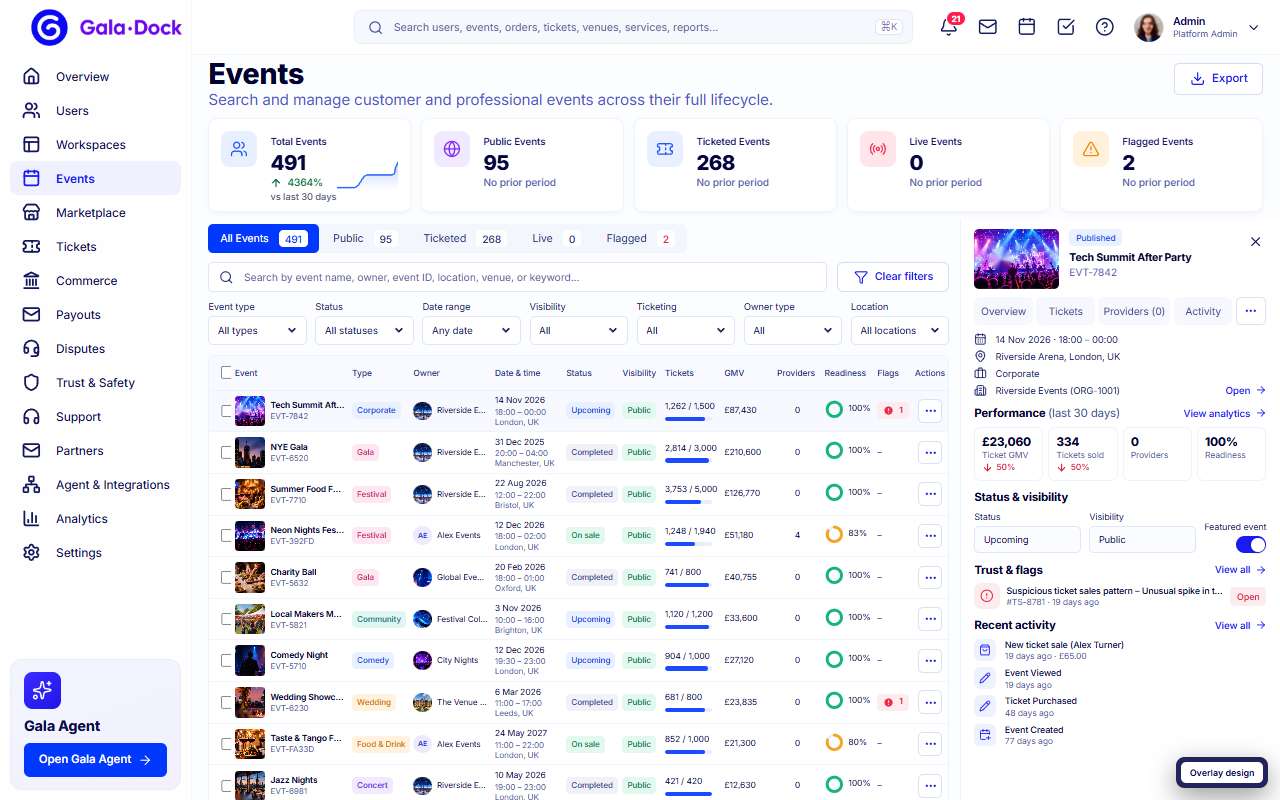 Gala·Dock
Search users, events, orders, tickets, venues, services, reports...
⌘K
21
Admin
Platform Admin
Overview
Users
Workspaces
Events
Marketplace
Tickets
Commerce
Payouts
Disputes
Trust & Safety
Support
Partners
Agent & Integrations
Analytics
Settings
Gala Agent
Open Gala Agent
Events
Search and manage customer and professional events across their full lifecycle.
Export
Total Events
491
4364%
vs last 30 days
Public Events
95
No prior period
Ticketed Events
268
No prior period
Live Events
0
No prior period
Flagged Events
2
No prior period
All Events 491 Public 95 Ticketed 268 Live 0 Flagged 2
Search by event name, owner, event ID, location, venue, or keyword...
Clear filters
Event type Status Date range Visibility Ticketing Owner type Location
All types All statuses Any date All All All All locations
Event Type Owner Date & time Status Visibility Tickets GMV Providers Readiness Flags Actions
Tech Summit Aft... Corporate Riverside E... 14 Nov 2026 Upcoming Public 1,262 / 1,500 £87,430 0 100% 1
EVT-7842 18:00 – 00:00
London, UK
NYE Gala Gala Riverside E... 31 Dec 2025 Completed Public 2,814 / 3,000 £210,600 0 100% –
EVT-6520 20:00 – 04:00
Manchester, UK
Summer Food F... Festival Riverside E... 22 Aug 2026 Completed Public 3,753 / 5,000 £126,770 0 100% –
EVT-7710 12:00 – 22:00
Bristol, UK
Neon Nights Fes... Festival AE Alex Events 12 Dec 2026 On sale Public 1,248 / 1,940 £51,180 4 83% –
EVT-392FD 18:00 – 02:00
London, UK
Charity Ball Gala Global Eve... 20 Feb 2026 Completed Public 741 / 800 £40,755 0 100% –
EVT-5632 18:00 – 01:00
Oxford, UK
Local Makers M... Community Festival Col... 3 Nov 2026 Upcoming Public 1,120 / 1,200 £33,600 0 100% –
EVT-5821 10:00 – 16:00
Brighton, UK
Comedy Night Comedy City Nights 12 Dec 2026 Upcoming Public 904 / 1,000 £27,120 0 100% –
EVT-5710 19:30 – 23:00
London, UK
Wedding Showc... Wedding The Venue ... 6 Mar 2026 Completed Public 681 / 800 £23,835 0 100% 1
EVT-6230 11:00 – 17:00
Leeds, UK
Taste & Tango F... Food & Drink AE Alex Events 24 May 2027 On sale Public 852 / 1,000 £21,300 0 80% –
EVT-FA33D 11:00 – 22:00
London, UK
Jazz Nights Concert Riverside E... 10 May 2026 Completed Public 421 / 420 £12,630 0 100% –
EVT-6981 19:00 – 23:00
London, UK
Published
Tech Summit After Party
EVT-7842
Overview Tickets Providers (0) Activity
14 Nov 2026 · 18:00 – 00:00
Riverside Arena, London, UK
Corporate
Riverside Events (ORG-1001) Open
Performance (last 30 days) View analytics
£23,060 334 0 100%
Ticket GMV Tickets sold Providers Readiness
50% 50%
Status & visibility
Status Visibility Featured event
Upcoming Public
Trust & flags View all
Suspicious ticket sales pattern – Unusual spike in t...
#TS-8781 · 19 days ago Open
Recent activity View all
New ticket sale (Alex Turner)
19 days ago · £65.00
Event Viewed
19 days ago
Ticket Purchased
48 days ago
Event Created
77 days ago
Overlay design